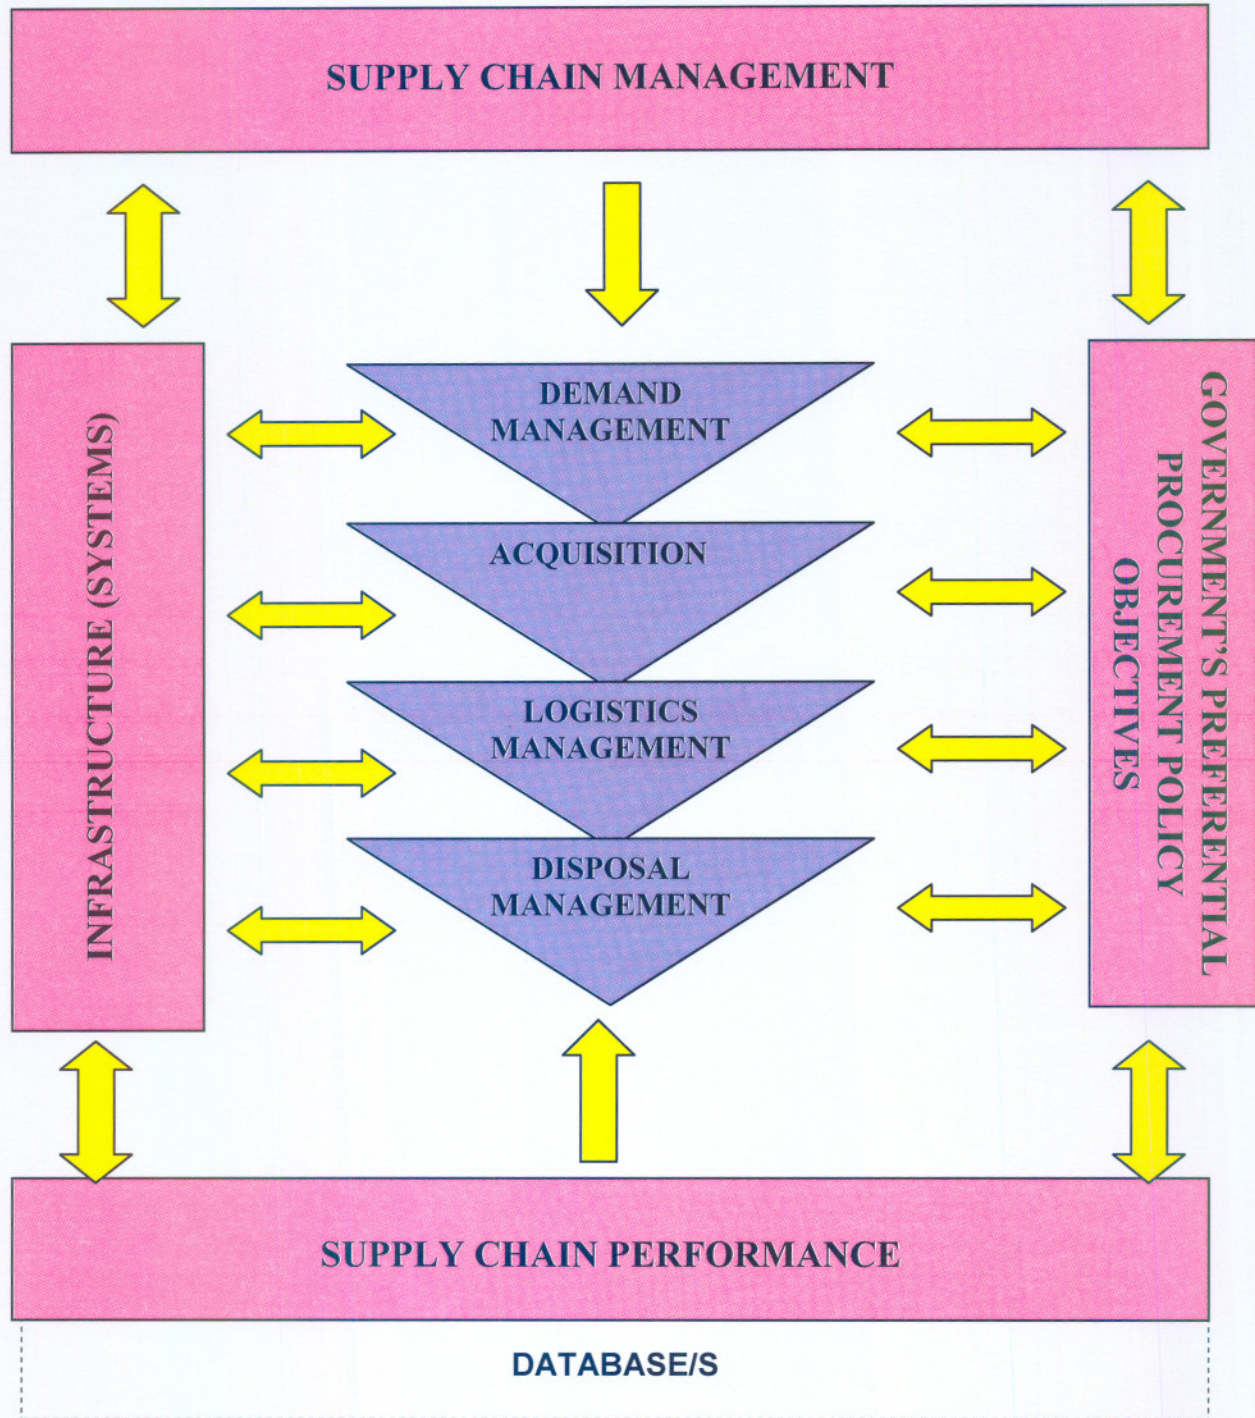 SUPPLY CHAIN MANAGEMENT
INFRASTRUCTURE (SYSTEMS)
DEMAND
MANAGEMENT
ACQUISITION
LOGISTICS
MANAGEMENT
DISPOSAL
MANAGEMENT
GOVERNMENT'S PREFERENTIAL
PROCUREMENT POLICY
OBJECTIVES
SUPPLY CHAIN PERFORMANCE
DATABASE/S